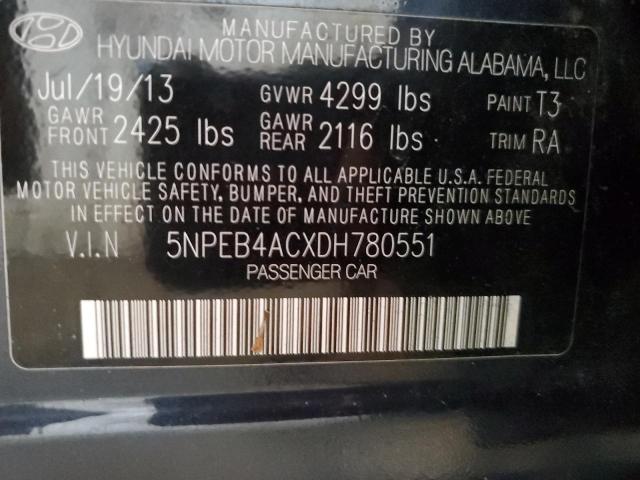 MANUFACTURED BY
HYUNDAI MOTOR MANUFACTURING ALABAMA, LLC
Jul/19/13 GVWR 4299 lbs PAINT T3
GAWR FRONT 2425 lbs GAWR REAR 2116 lbs TRIM RA
THIS VEHICLE CONFORMS TO ALL APPLICABLE U.S.A. FEDERAL
MOTOR VEHICLE SAFETY, BUMPER, AND THEFT PREVENTION STANDARDS
IN EFFECT ON THE DATE OF MANUFACTURE SHOWN ABOVE
V.I.N 5NPEB4ACXDH780551
PASSENGER CAR